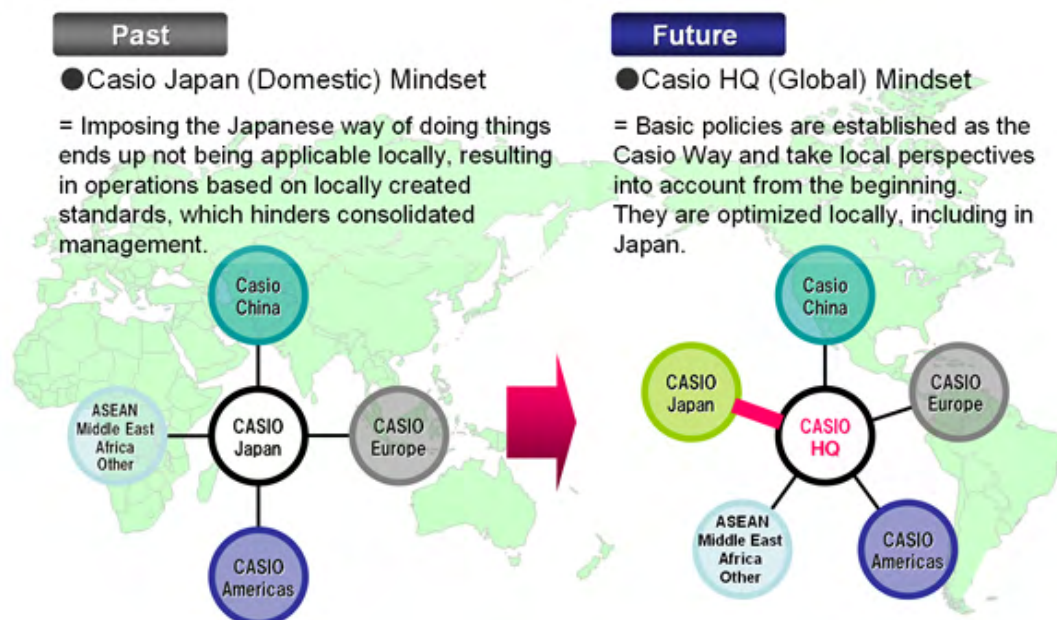 Past
●Casio Japan (Domestic) Mindset
= Imposing the Japanese way of doing things
ends up not being applicable locally, resulting
in operations based on locally created
standards, which hinders consolidated
management.
Casio
China
ASEAN
Middle East
Africa
Other
CASIO
Japan
CASIO
Europe
CASIO
Americas
Future
●Casio HQ (Global) Mindset
= Basic policies are established as the
Casio Way and take local perspectives
into account from the beginning.
They are optimized locally, including in
Japan.
Casio
China
CASIO
Japan
CASIO
Europe
CASIO
HQ
ASEAN
Middle East
Africa
Other
CASIO
Americas